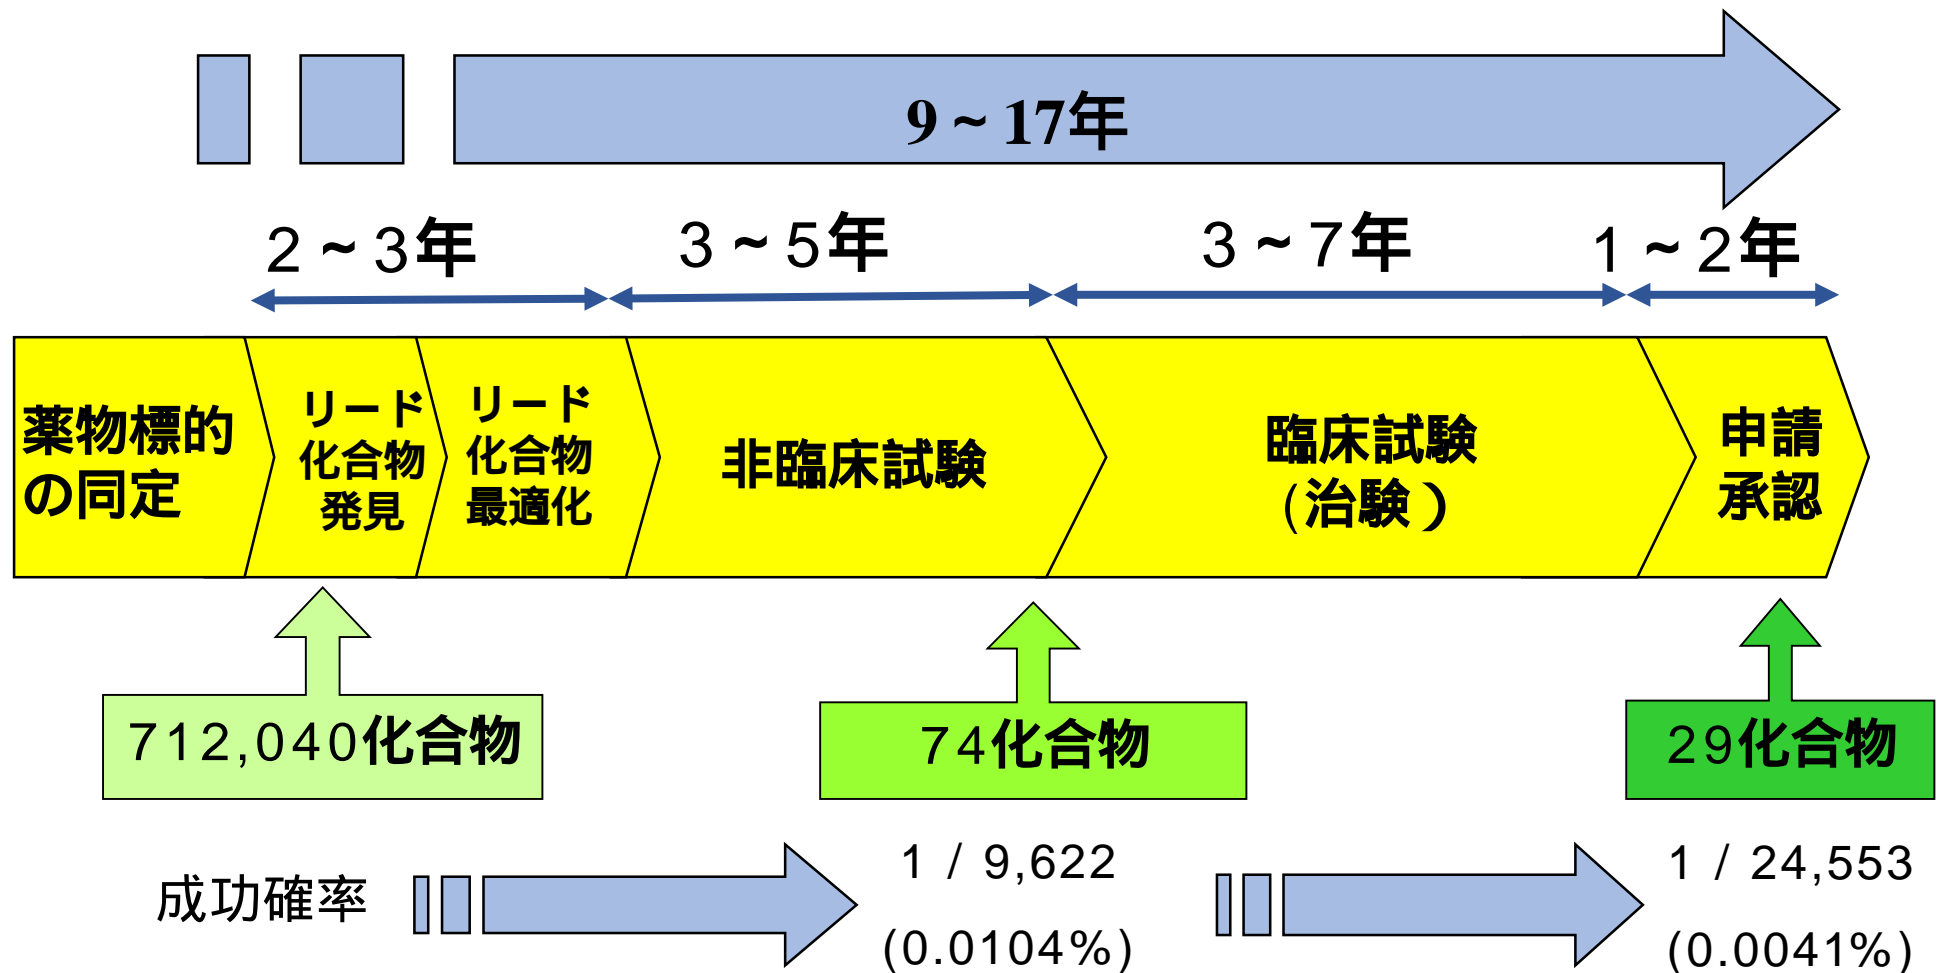 9～17年
2～3年
3～5年
3～7年
1～2年
薬物標的
の同定
リード
化合物
発見
リード
化合物
最適化
非臨床試験
臨床試験
(治験)
申請
承認
712,040化合物
74化合物
29化合物
成功確率
1 / 9,622
(0.0104%)
1 / 24,553
(0.0041%)